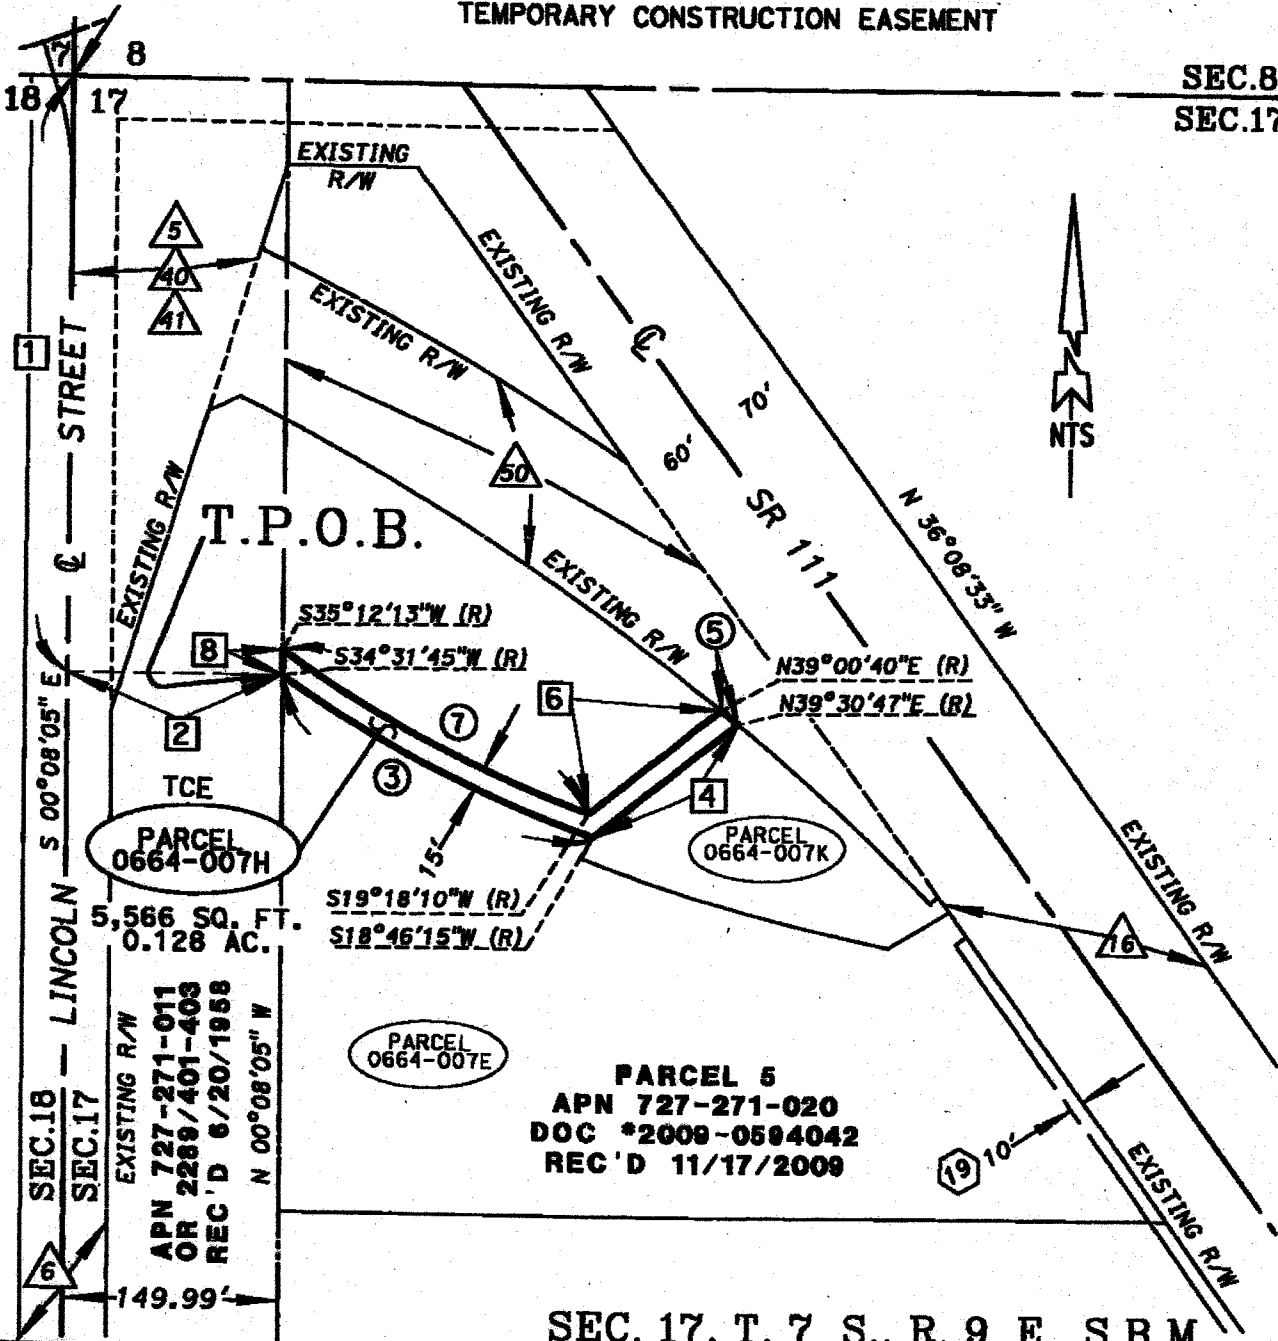 TEMPORARY CONSTRUCTION EASEMENT
7
8
18
17
SEC.8
SEC.17
EXISTING
R/W
5
40
41
EXISTING R/W
EXISTING R/W
1
STREET
℄
70'
60'
NTS
50
SR 111
N 36°08'33" W
EXISTING R/W
T.P.O.B.
℄
EXISTING R/W
S35°12'13"W (R)
S34°31'45"W (R)
8
5
N39°00'40"E (R)
N39°30'47"E (R)
6
2
7
3
S 00°08'05" E
TCE
PARCEL
0664-007H
4
PARCEL
0664-007K
15'
EXISTING R/W
S19°18'10"W (R)
S18°46'15"W (R)
5,566 SQ. FT.
0.128 AC.
16
LINCOLN
APN 727-271-011
OR 2289/401-403
REC'D 6/20/1958
EXISTING R/W
N 00°08'05" W
PARCEL
0664-007E
PARCEL 5
APN 727-271-020
DOC #2009-0594042
REC'D 11/17/2009
SEC.18
SEC.17
19
10'
EXISTING R/W
6
149.99'
SEC. 17, T. 7 S., R. 9 E., S.B.M.